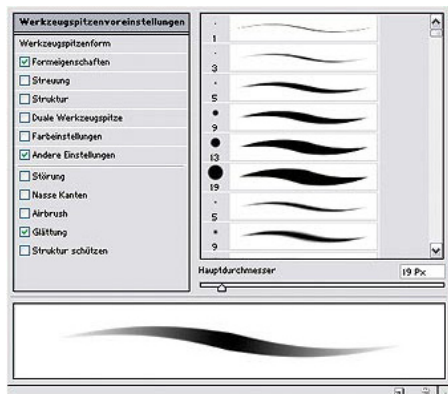 Werkzeugspitzenvoreinstellungen
Werkzeugspitzenform
Formeigenschaften
Streuung
Struktur
Duale Werkzeugspitze
Farbeinstellungen
Andere Einstellungen
Störung
Nasse Kanten
Airbrush
Glättung
Struktur schützen
1
3
5
9
13
19
5
9
Hauptdurchmesser 19 Px